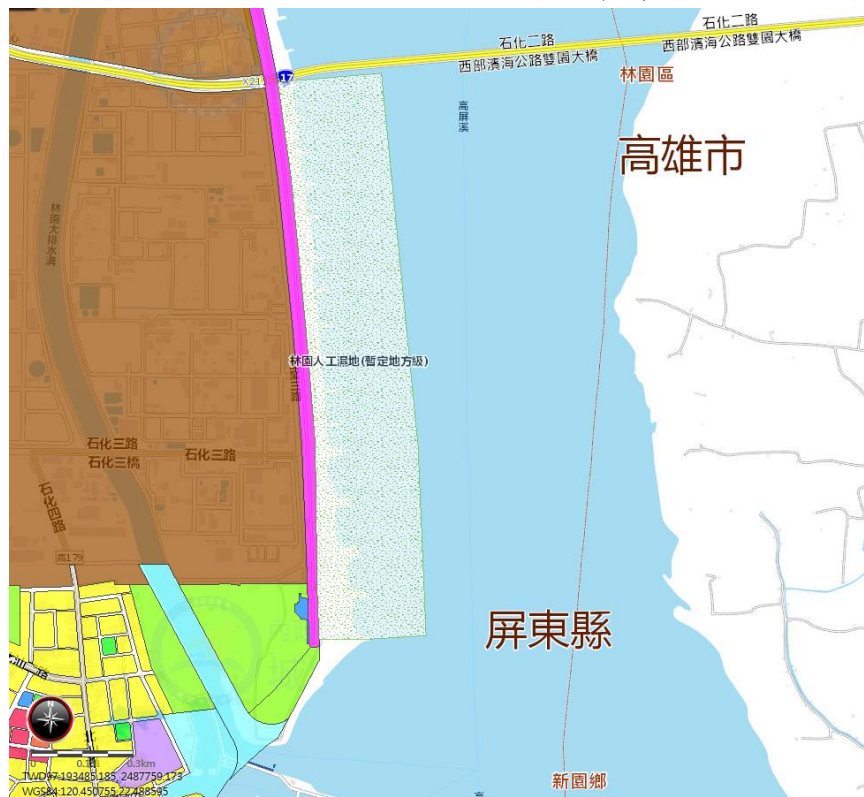 石化二路
石化二路
西部濱海公路雙園大橋
西部濱海公路雙園大橋
17
林園區
高屏溪
高雄市
林園大排水溝
林園人工濕地(暫定地方級)
石化三路
石化三橋
石化三路
石化四路
高179
屏東縣
N
0
0.3km
TWD97:193485.185, 2487759.173
WGS84:120.450755,22.488595
新園鄉